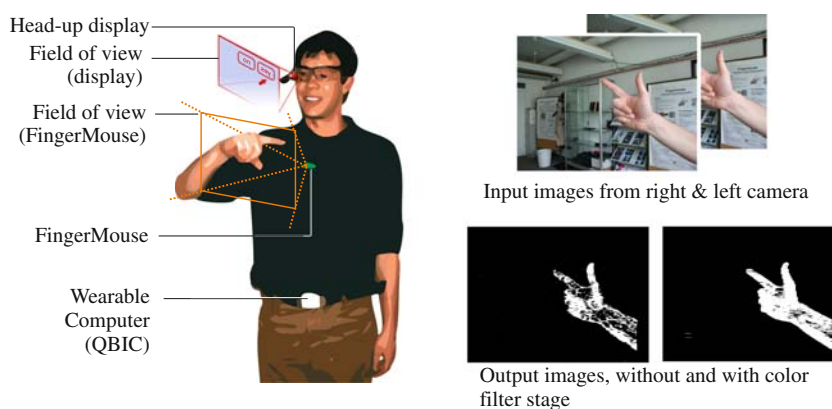 Head-up display
Field of view
(display)
Field of view
(FingerMouse)
FingerMouse
Wearable
Computer
(QBIC)
on
Input images from right & left camera
Output images, without and with color
filter stage